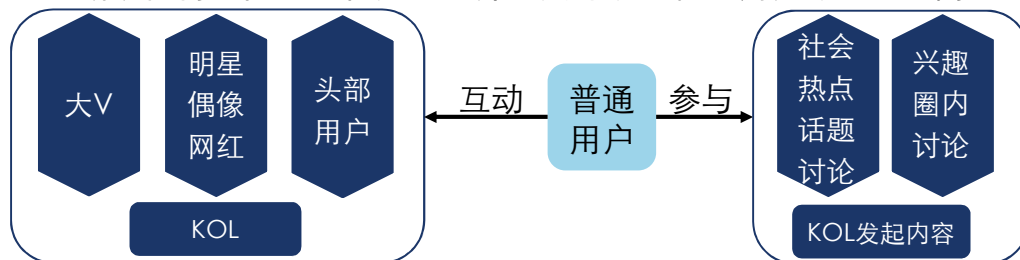 大V
明星
偶像
网红
头部
用户
KOL
互动
普通
用户
参与
社会
热点
话题
讨论
兴趣
圈内
讨论
KOL发起内容